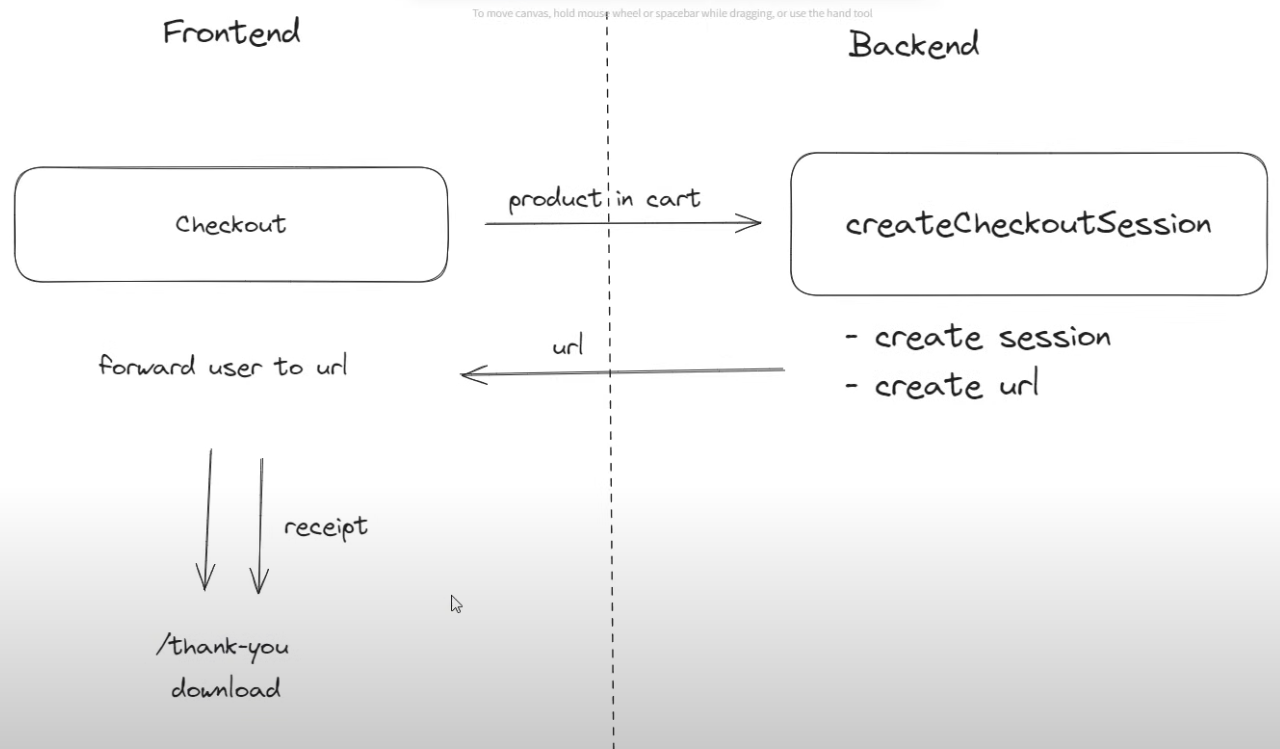 To move canvas, hold mouse wheel or spacebar while dragging, or use the hand tool
Frontend
Backend
Checkout
product in cart
createCheckoutSession
- create session
- create url
url
forward user to url
receipt
/thank-you
download